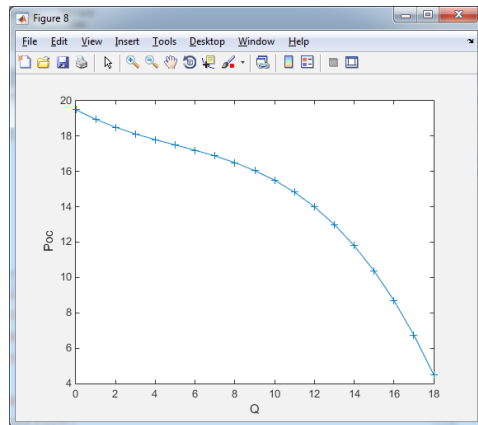 Figure 8
File Edit View Insert Tools Desktop Window Help
20
18
16
14
12
10
8
6
4
Poc
0 2 4 6 8 10 12 14 16 18
Q